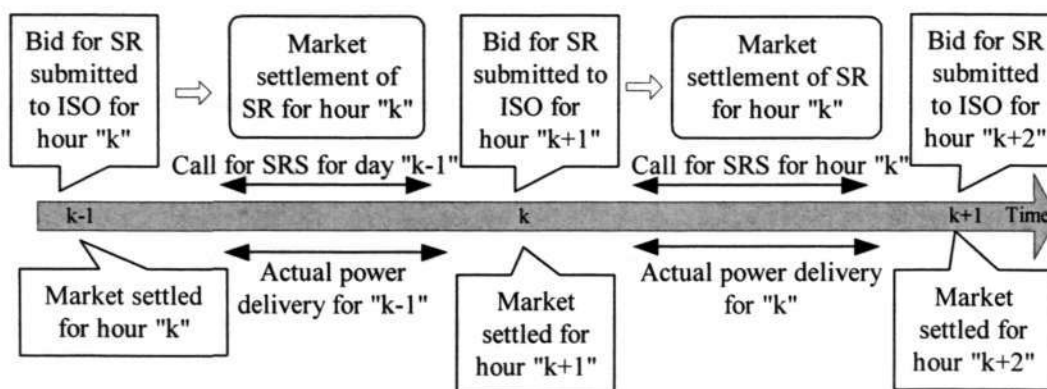 Bid for SR
submitted
to ISO for
hour "k"
Market
settlement of
SR for hour "k"
Bid for SR
submitted to
ISO for
hour "k+1"
Market
settlement of SR
for hour "k"
Bid for SR
submitted
to ISO for
hour "k+2"
Call for SRS for day "k-1"
Call for SRS for hour "k"
k-1
k
k+1
Time
Market settled
for hour "k"
Actual power
delivery for "k-1"
Market
settled for
hour "k+1"
Actual power delivery
for "k"
Market
settled for
hour "k+2"